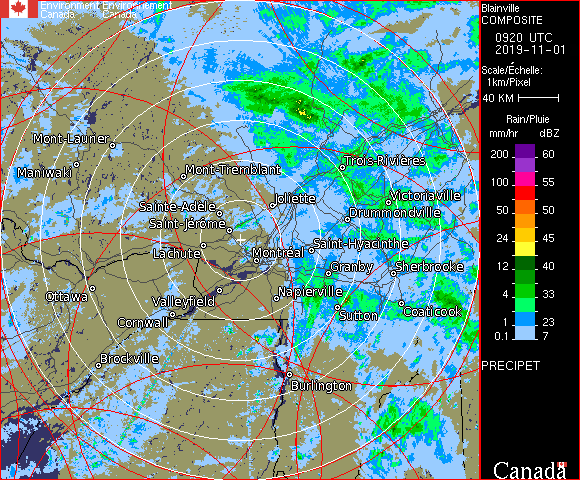 Environment Environnement
Canada Canada
Mont-Laurier
Maniwaki
Mont-Tremblant
Trois-Rivières
Sainte-Adèle
Joliette
Victoriaville
Saint-Jérôme
Drummondville
Lachute
Montréal
Saint-Hyacinthe
Granby
Sherbrooke
Ottawa
Valleyfield
Napierville
Coaticook
Cornwall
Sutton
Brockville
Burlington
Blainville
COMPOSITE
0920 UTC
2019-11-01
Scale/Échelle:
1km/Pixel
40 KM
Rain/Pluie
mm/hr dBZ
200 60
100 55
50 50
24 45
12 40
4 33
1 23
0.1 7
PRECIPET
Canada